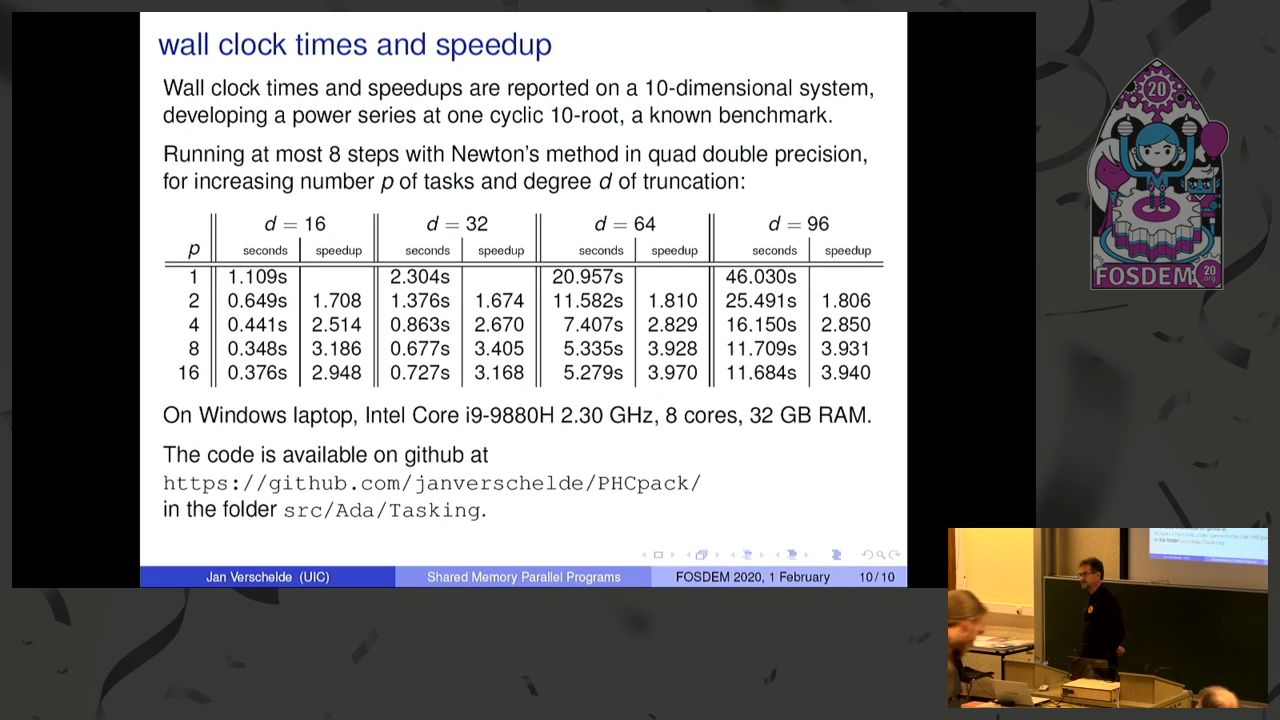 wall clock times and speedup
Wall clock times and speedups are reported on a 10-dimensional system,
developing a power series at one cyclic 10-root, a known benchmark.
Running at most 8 steps with Newton's method in quad double precision,
for increasing number p of tasks and degree d of truncation:
d = 16 d = 32 d = 64 d = 96
p seconds speedup seconds speedup seconds speedup seconds speedup
1 1.109s 2.304s 20.957s 46.030s
2 0.649s 1.708 1.376s 1.674 11.582s 1.810 25.491s 1.806
4 0.441s 2.514 0.863s 2.670 7.407s 2.829 16.150s 2.850
8 0.348s 3.186 0.677s 3.405 5.335s 3.928 11.709s 3.931
16 0.376s 2.948 0.727s 3.168 5.279s 3.970 11.684s 3.940
On Windows laptop, Intel Core i9-9880H 2.30 GHz, 8 cores, 32 GB RAM.
The code is available on github at
https://github.com/janverschelde/PHCpack/
in the folder src/Ada/Tasking.
Jan Verschelde (UIC) Shared Memory Parallel Programs FOSDEM 2020, 1 February 10/10
20
FOSDEM 20
.org